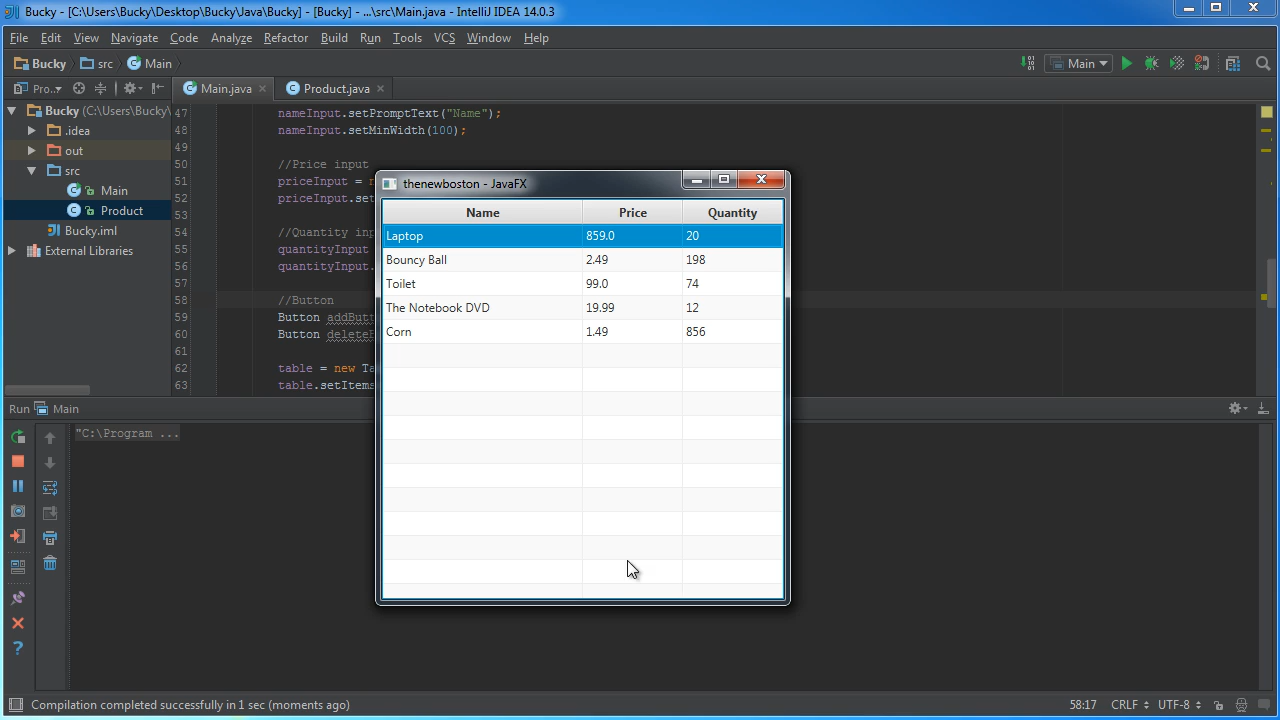 Bucky - [C:\Users\Bucky\Desktop\Bucky\Java\Bucky] - [Bucky] - ...\src\Main.java - IntelliJ IDEA 14.0.3
File Edit View Navigate Code Analyze Refactor Build Run Tools VCS Window Help
Bucky src Main
Main
Pro.. Main.java Product.java
Bucky (C:\Users\Bucky\
.idea
out
src
Main
Product
Bucky.iml
External Libraries
47 nameInput.setPromptText("Name");
48 nameInput.setMinWidth(100);
49
50 //Price input
51 priceInput =
52 priceInput.set
53
54 //Quantity inp
55 quantityInput
56 quantityInput.
57
58 //Button
59 Button addButt
60 Button delete
61
62 table = new Ta
63 table.setItems
thenewboston - JavaFX
Name Price Quantity
Laptop 859.0 20
Bouncy Ball 2.49 198
Toilet 99.0 74
The Notebook DVD 19.99 12
Corn 1.49 856
Run Main
"C:\Program ...
Compilation completed successfully in 1 sec (moments ago)
58:17 CRLF UTF-8